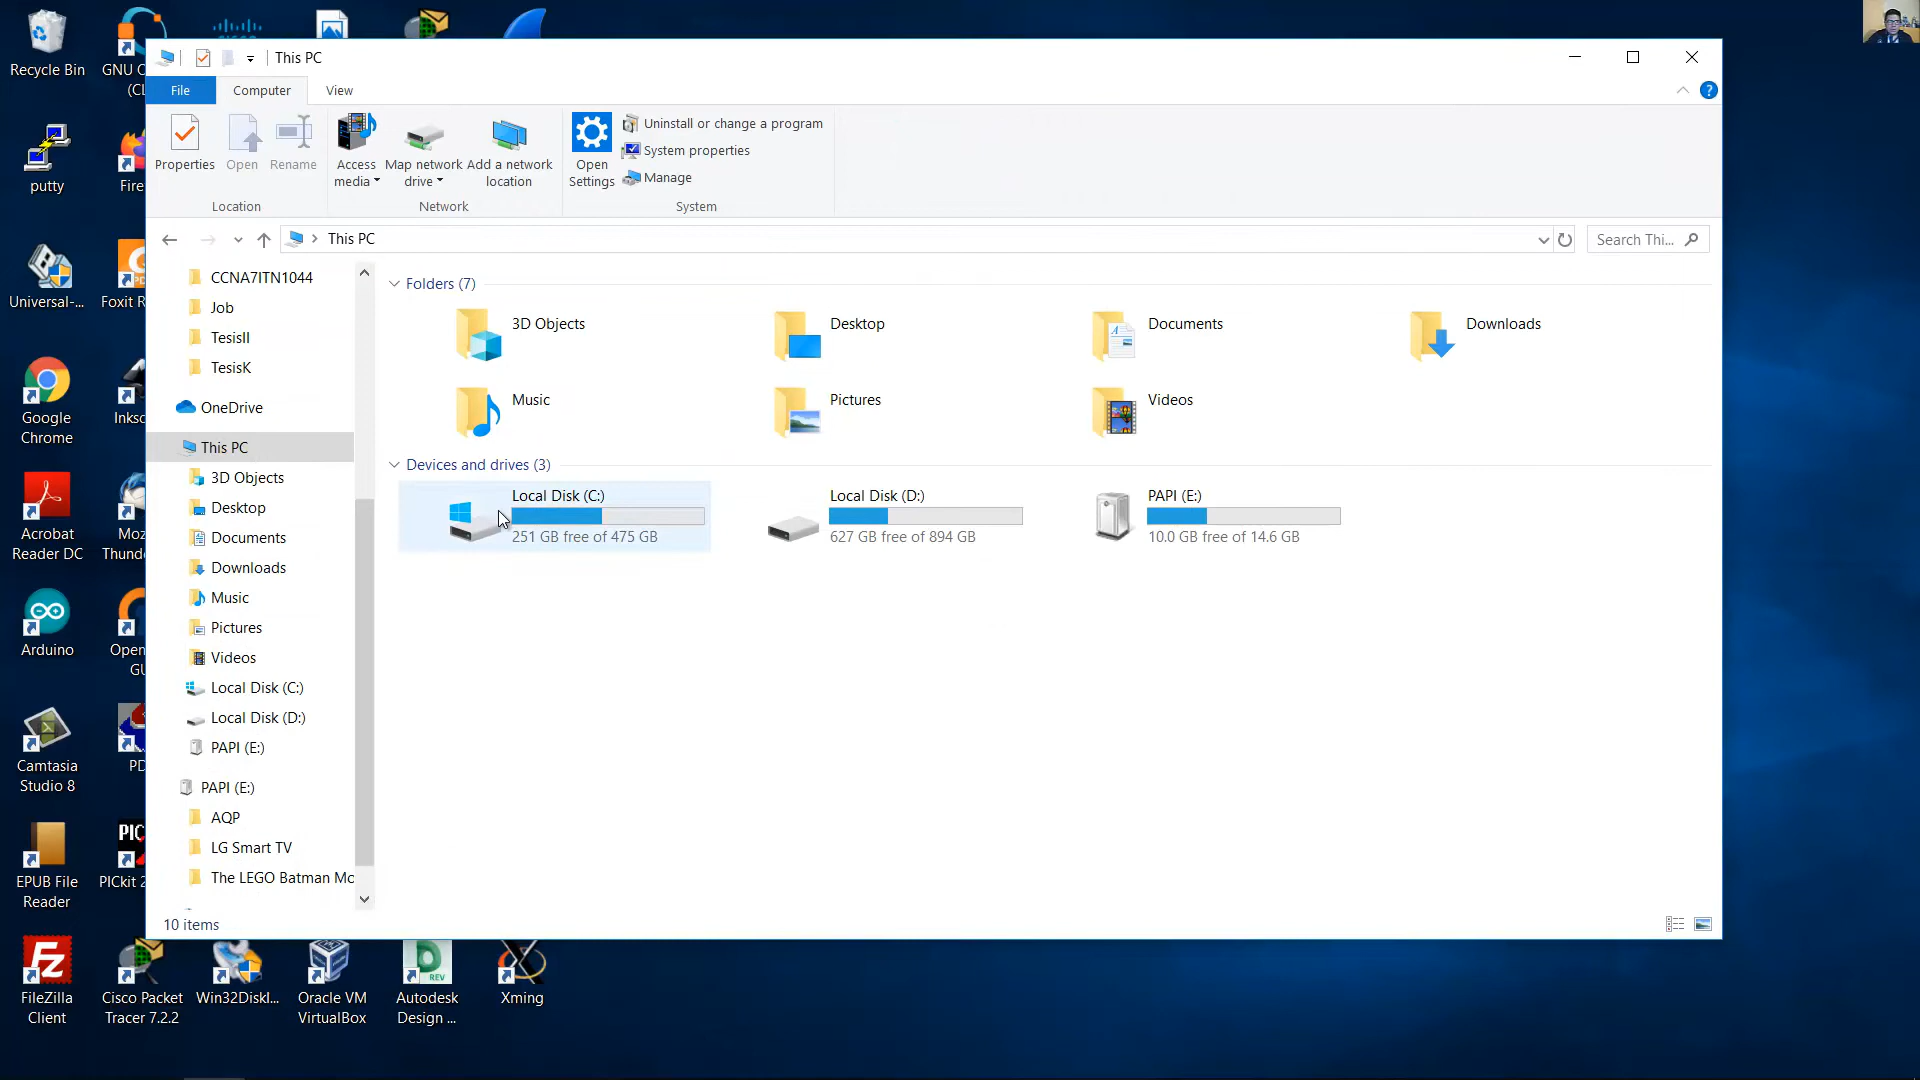 This PC
File
Computer
View
Properties
Open
Rename
Access
media
Map network
drive
Add a network
location
Open
Settings
Uninstall or change a program
System properties
Manage
Location
Network
System
This PC
Search Thi...
CCNA7ITN1044
Job
TesisII
TesisK
OneDrive
This PC
3D Objects
Desktop
Documents
Downloads
Music
Pictures
Videos
Local Disk (C:)
Local Disk (D:)
PAPI (E:)
PAPI (E:)
AQP
LG Smart TV
The LEGO Batman Mo
Folders (7)
3D Objects
Desktop
Documents
Downloads
Music
Pictures
Videos
Devices and drives (3)
Local Disk (C:)
251 GB free of 475 GB
Local Disk (D:)
627 GB free of 894 GB
PAPI (E:)
10.0 GB free of 14.6 GB
10 items
Recycle Bin
GNU O
(CL
putty
Fire
Universal-...
Foxit R
Google
Chrome
Inksc
Acrobat
Reader DC
Moz
Thund
Arduino
Open
GU
Camtasia
Studio 8
PD
EPUB File
Reader
PIC
PICkit 2
FileZilla
Client
Cisco Packet
Tracer 7.2.2
Win32DiskI...
Oracle VM
VirtualBox
REV
Autodesk
Design ...
Xming